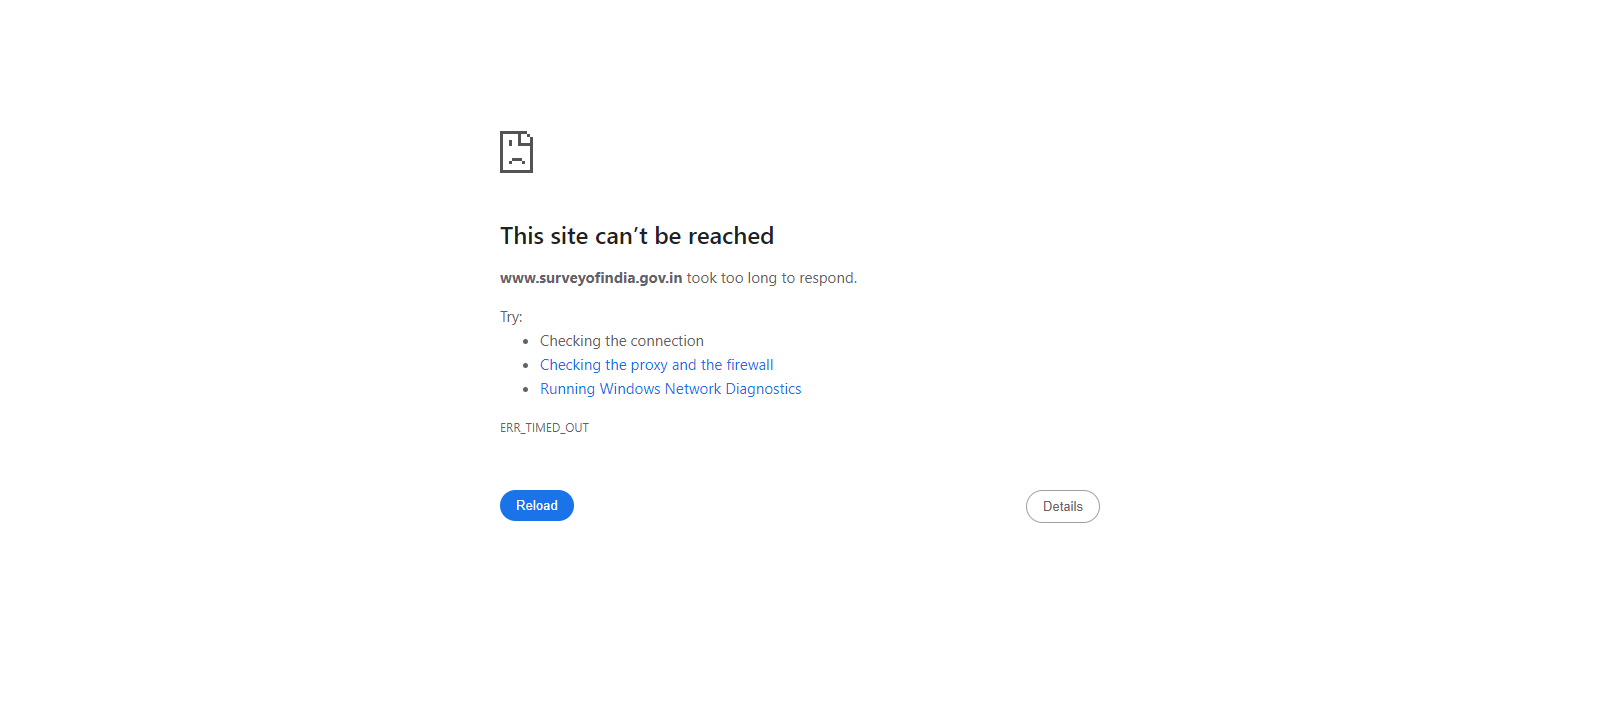 This site can’t be reached
www.surveyofindia.gov.in took too long to respond.
Try:
Checking the connection
Checking the proxy and the firewall
Running Windows Network Diagnostics
ERR_TIMED_OUT
Reload
Details